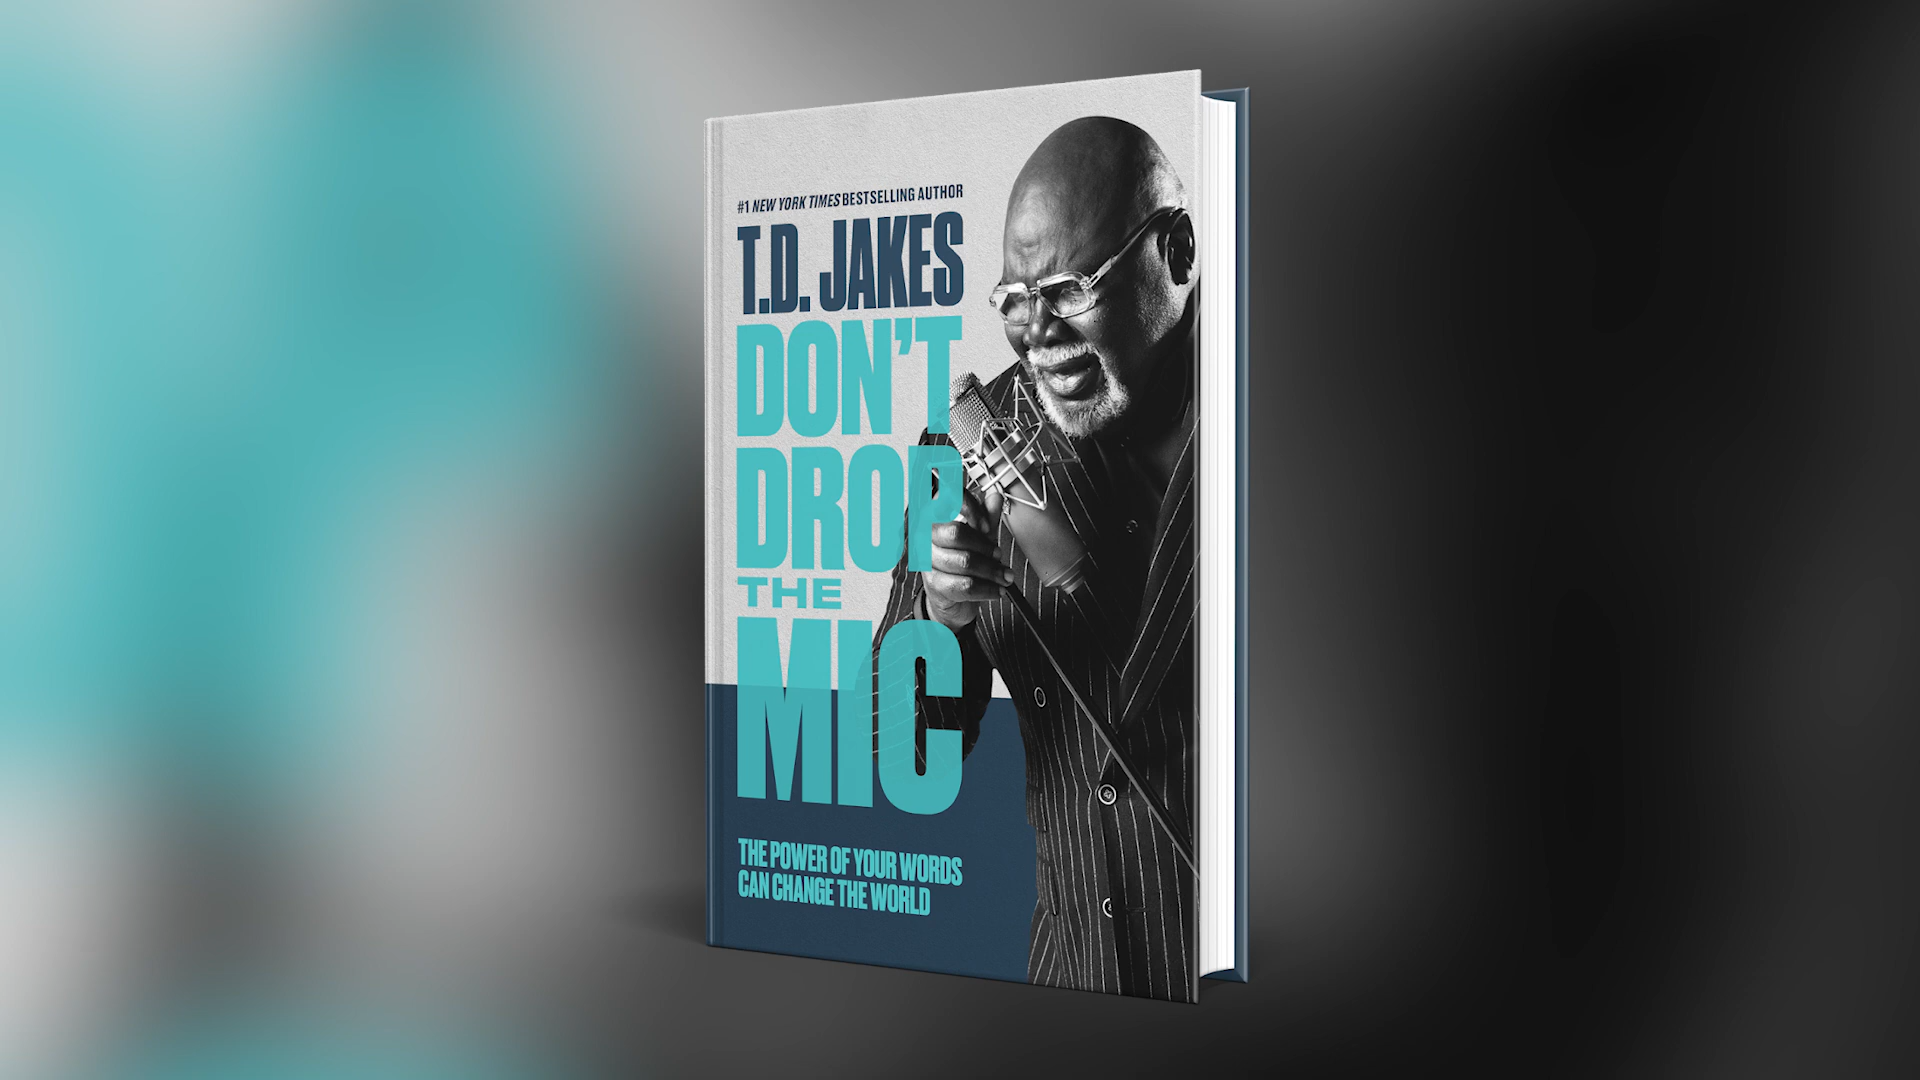 #1 NEW YORK TIMES BESTSELLING AUTHOR
T.D. JAKES
DON'T
DROP
THE
MIC
THE POWER OF YOUR WORDS
CAN CHANGE THE WORLD